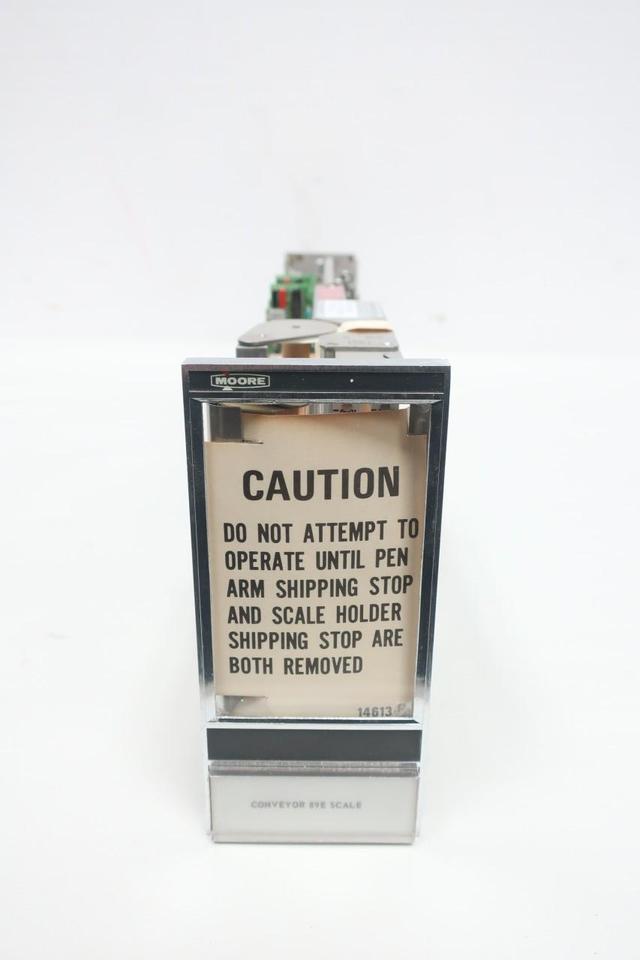 MOORE
CAUTION
DO NOT ATTEMPT TO
OPERATE UNTIL PEN
ARM SHIPPING STOP
AND SCALE HOLDER
SHIPPING STOP ARE
BOTH REMOVED
14613
CONVEYOR 89E SCALE